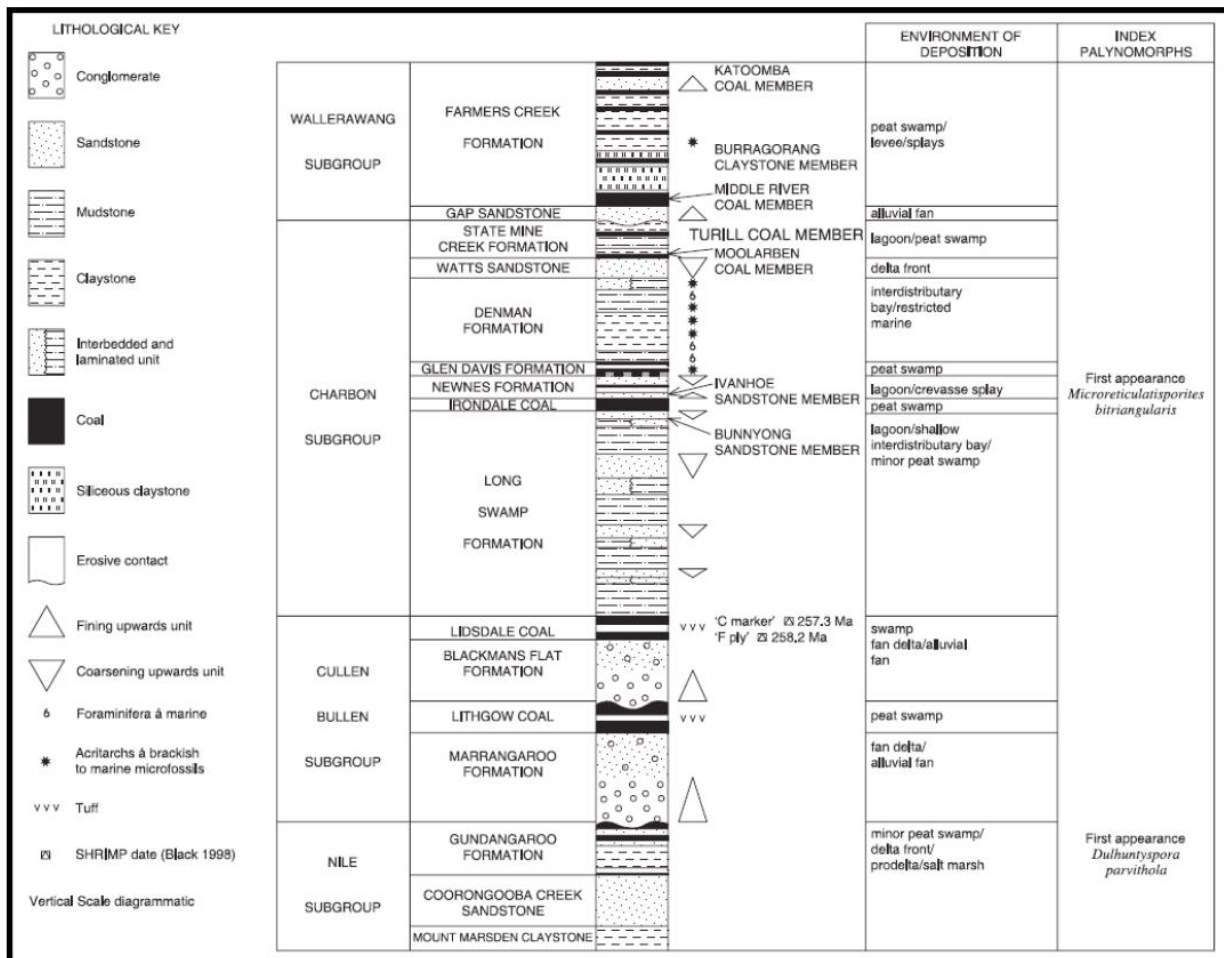 LITHOLOGICAL KEY
Conglomerate
Sandstone
Mudstone
Claystone
Interbedded and
laminated unit
Coal
Siliceous claystone
Erosive contact
Fining upwards unit
Coarsening upwards unit
6 Foraminifera â marine
Acritarchs â brackish
to marine microfossils
v v v Tuff
SHRIMP date (Black 1998)
Vertical Scale diagrammatic
ENVIRONMENT OF
DEPOSITION
INDEX
PALYNOMORPHS
WALLERAWANG
SUBGROUP
FARMERS CREEK
FORMATION
KATOOMBA
COAL MEMBER
BURRAGORANG
CLAYSTONE MEMBER
MIDDLE RIVER
COAL MEMBER
peat swamp/
levee/splays
GAP SANDSTONE
alluvial fan
CHARBON
SUBGROUP
STATE MINE
CREEK FORMATION
TURILL COAL MEMBER
MOOLARBEN
COAL MEMBER
lagoon/peat swamp
WATTS SANDSTONE
delta front
DENMAN
FORMATION
6
6
6
interdistributary
bay/restricted
marine
GLEN DAVIS FORMATION
peat swamp
NEWNES FORMATION
IVANHOE
SANDSTONE MEMBER
lagoon/crevasse splay
IRONDALE COAL
peat swamp
BUNNYONG
SANDSTONE MEMBER
LONG
SWAMP
FORMATION
lagoon/shallow
interdistributary bay/
minor peat swamp
First appearance
Microreticulatisporites
bitriangularis
CULLEN
BULLEN
SUBGROUP
LIDSDALE COAL
v v v 'C marker' 257.3 Ma
'F ply' 258.2 Ma
swamp
fan delta/alluvial
fan
BLACKMANS FLAT
FORMATION
LITHGOW COAL
v v v
peat swamp
MARRANGAROO
FORMATION
fan delta/
alluvial fan
NILE
SUBGROUP
GUNDANGAROO
FORMATION
minor peat swamp/
delta front/
prodelta/salt marsh
First appearance
Dulhuntyspora
parvithola
COORONGOOBA CREEK
SANDSTONE
MOUNT MARSDEN CLAYSTONE